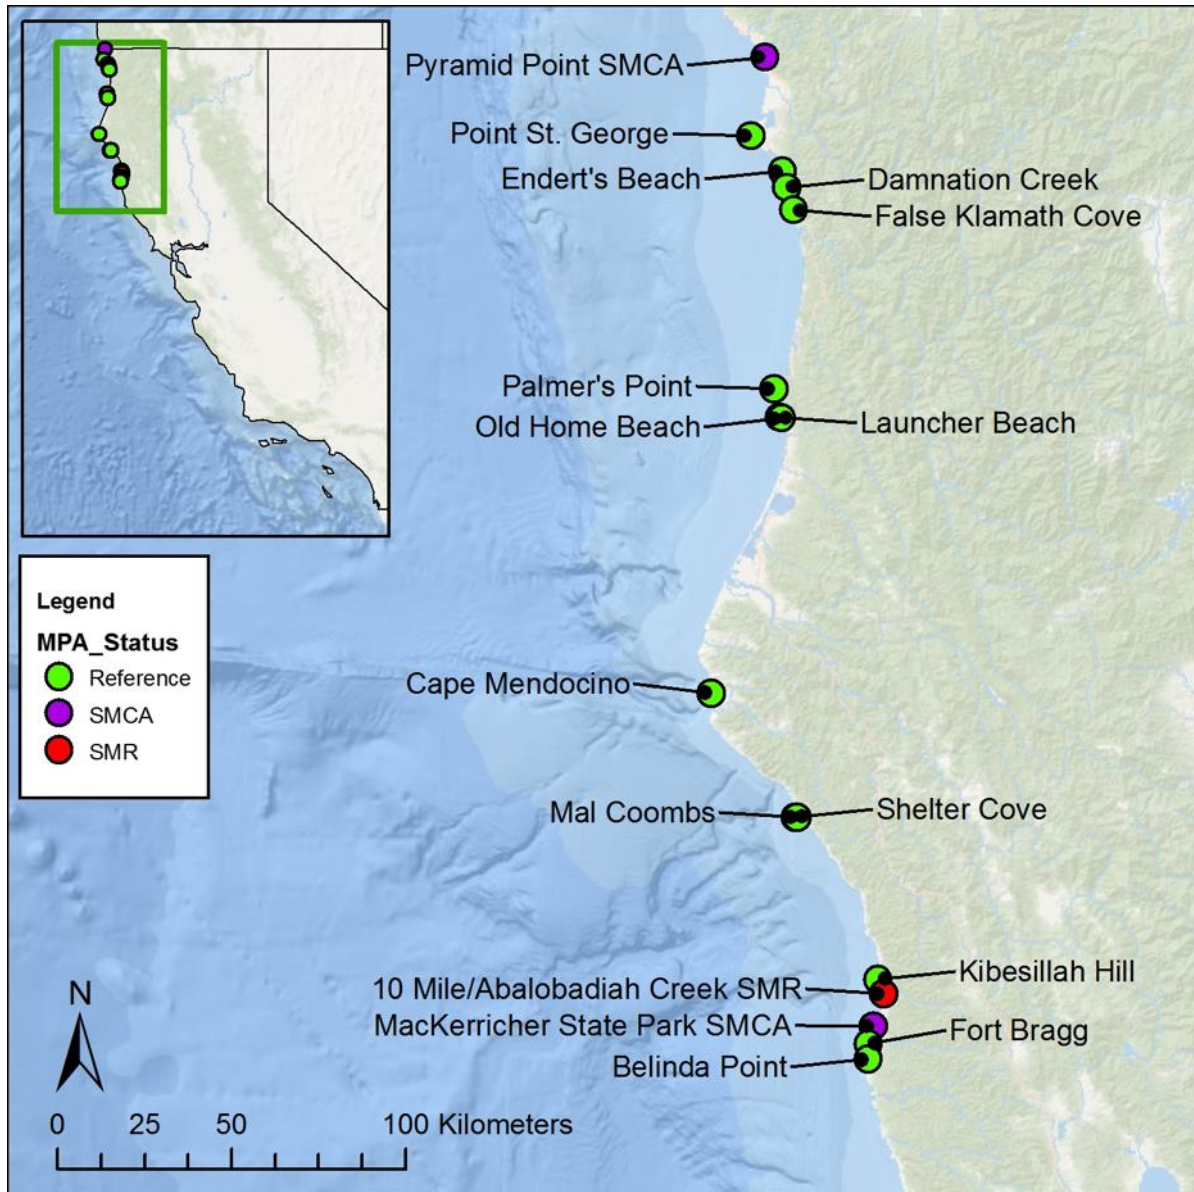 Pyramid Point SMCA
Point St. George
Endert's Beach
Damnation Creek
False Klamath Cove
Palmer's Point
Old Home Beach
Launcher Beach
Legend
MPA_Status
Reference
SMCA
SMR
Cape Mendocino
Mal Coombs
Shelter Cove
Kibesillah Hill
10 Mile/Abalobadiah Creek SMR
MacKerricher State Park SMCA
Fort Bragg
Belinda Point
N
0 25 50 100 Kilometers